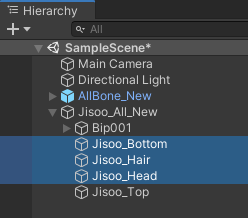 Hierarchy
All
SampleScene*
Main Camera
Directional Light
AllBone_New
Jisoo_All_New
Bip001
Jisoo_Bottom
Jisoo_Hair
Jisoo_Head
Jisoo_Top